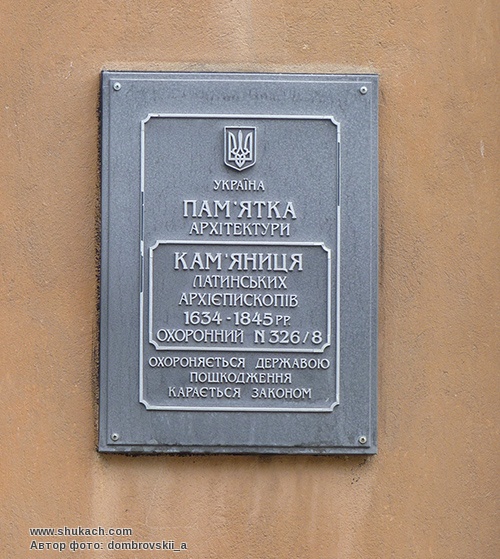 УКРАЇНА
ПАМ'ЯТКА
АРХІТЕКТУРИ
КАМ'ЯНИЦЯ
ЛАТИНСЬКИХ
АРХІЄПИСКОПІВ
1634-1845 РР.
ОХОРОННИЙ N 326/8
ОХОРОНЯЄТЬСЯ ДЕРЖАВОЮ
ПОШКОДЖЕННЯ
КАРАЄТЬСЯ ЗАКОНОМ
www.shukach.com
Автор фото: dombrovskii_a